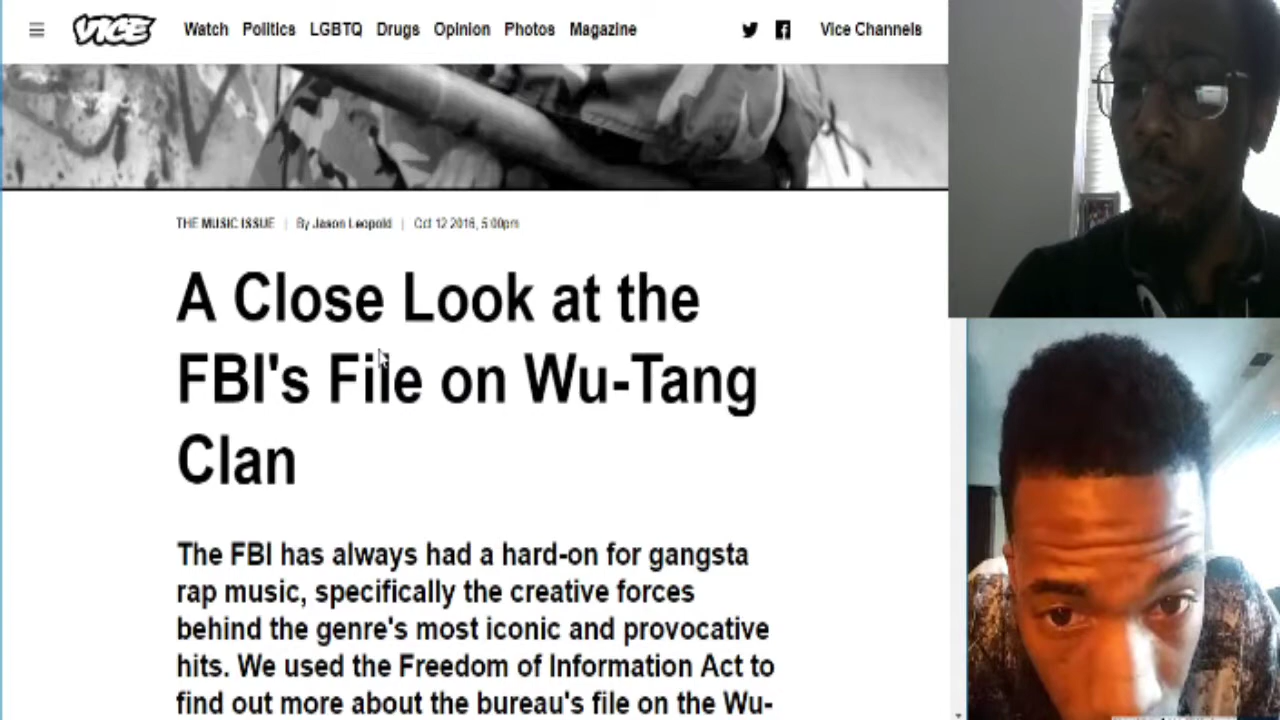 VICE Watch Politics LGBTQ Drugs Opinion Photos Magazine Vice Channels
THE MUSIC ISSUE | By Jason Leopold | Oct 12 2016, 5:00pm
A Close Look at the
FBI's File on Wu-Tang
Clan
The FBI has always had a hard-on for gangsta
rap music, specifically the creative forces
behind the genre's most iconic and provocative
hits. We used the Freedom of Information Act to
find out more about the bureau's file on the Wu-